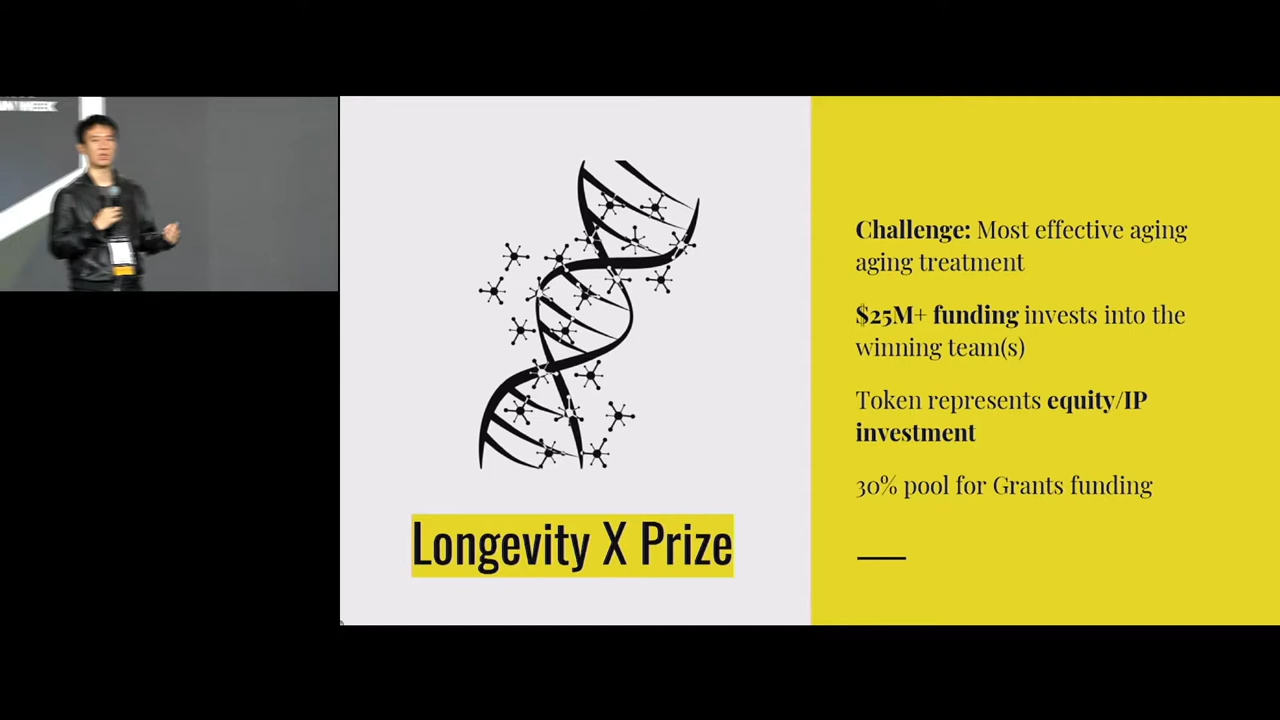 Longevity X Prize
Challenge: Most effective aging
aging treatment
$25M+ funding invests into the
winning team(s)
Token represents equity/IP
investment
30% pool for Grants funding